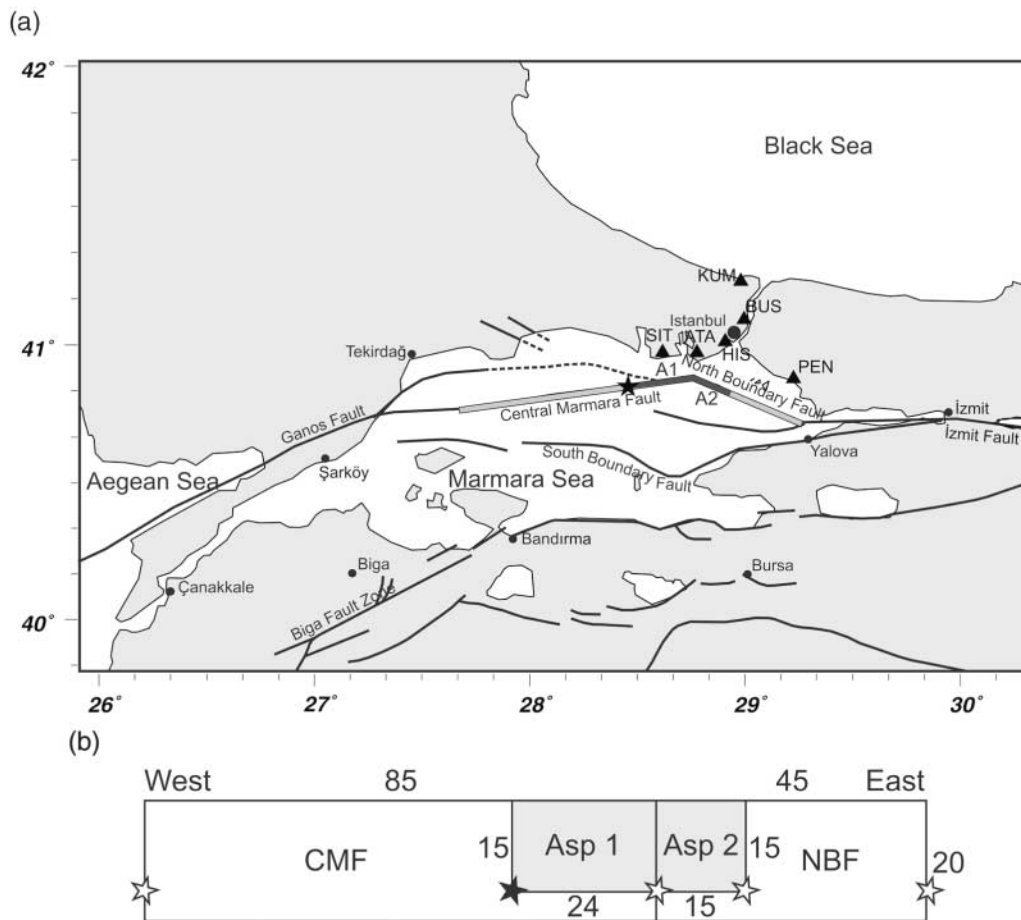 (a)
42°
Black Sea
KUM
BUS
Istanbul
SIT
ATA
HIS
41°
Tekirdağ
PEN
A1
North Boundary Fault
A2
Central Marmara Fault
Ganos Fault
İzmit
İzmit Fault
Yalova
South Boundary Fault
Şarköy
Aegean Sea
Marmara Sea
Bandırma
Biga
Bursa
Çanakkale
Biga Fault Zone
40°
26° 27° 28° 29° 30°
(b)
West 85 45 East
15 Asp 1 Asp 2 15
CMF NBF 20
24 15